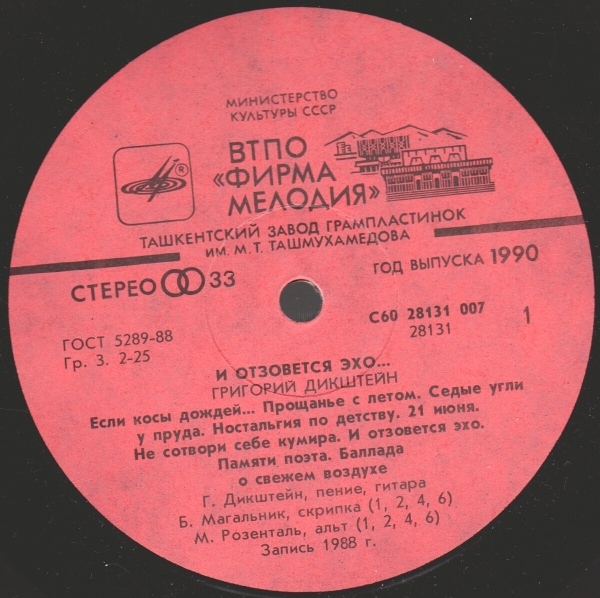 МИНИСТЕРСТВО
КУЛЬТУРЫ СССР
ВТПО
«ФИРМА
МЕЛОДИЯ»
®
ТАШКЕНТСКИЙ ЗАВОД ГРАМПЛАСТИНОК
ИМ. М.Т. ТАШМУХАМЕДОВА
СТЕРЕО 33
ГОД ВЫПУСКА 1990
ГОСТ 5289-88
Гр. 3. 2-25
С60 28131 007
28131
1
И ОТЗОВЕТСЯ ЭХО...
ГРИГОРИЙ ДИКШТЕЙН
Если косы дождей... Прощанье с летом. Седые угли
у пруда. Ностальгия по детству. 21 июня.
Не сотвори себе кумира. И отзовется эхо.
Памяти поэта. Баллада
о свежем воздухе
Г. Дикштейн, пение, гитара
Б. Магальник, скрипка (1, 2, 4, 6)
М. Розенталь, альт (1, 2, 4, 6)
Запись 1988 г.